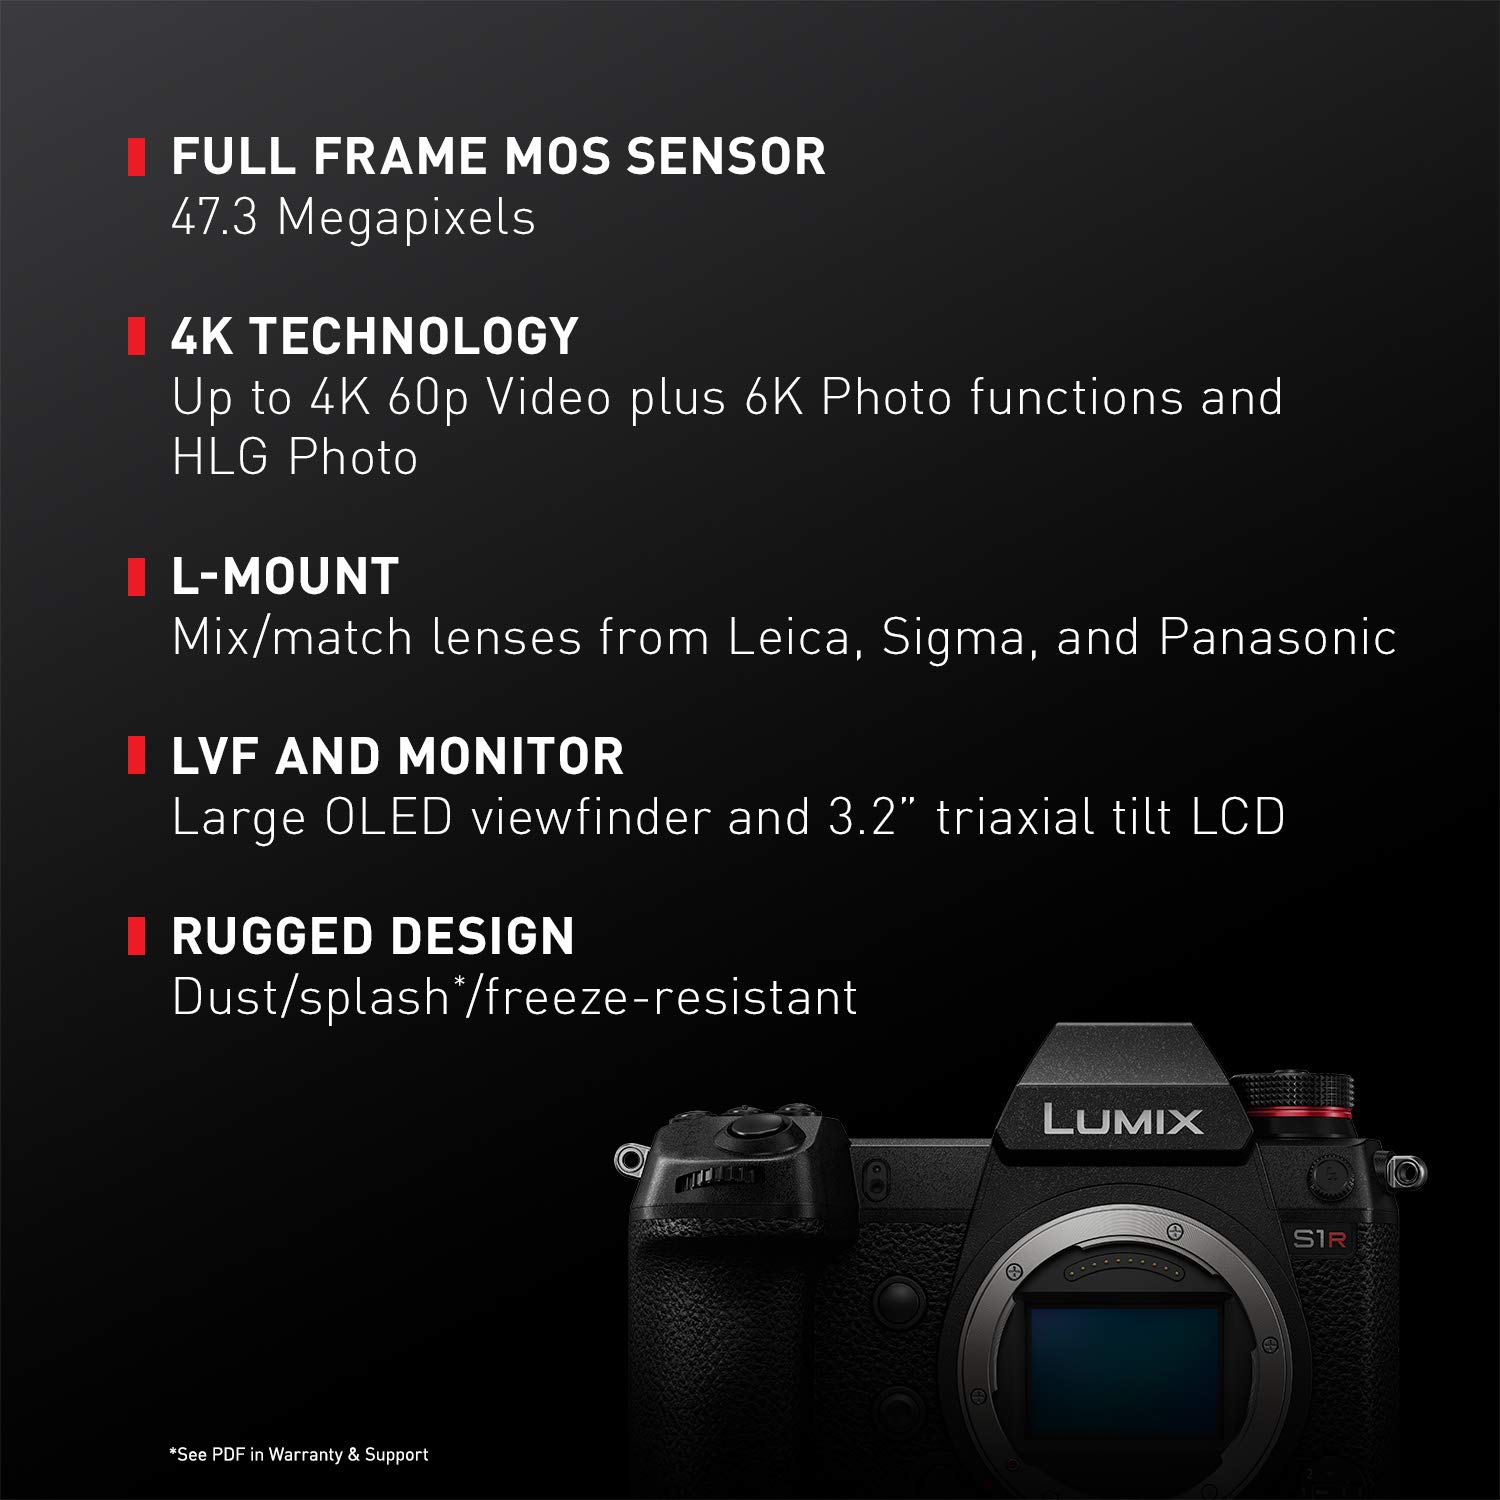 FULL FRAME MOS SENSOR
47.3 Megapixels
4K TECHNOLOGY
Up to 4K 60p Video plus 6K Photo functions and
HLG Photo
L-MOUNT
Mix/match lenses from Leica, Sigma, and Panasonic
LVF AND MONITOR
Large OLED viewfinder and 3.2” triaxial tilt LCD
RUGGED DESIGN
Dust/splash*/freeze-resistant
LUMIX
S1R
*See PDF in Warranty & Support